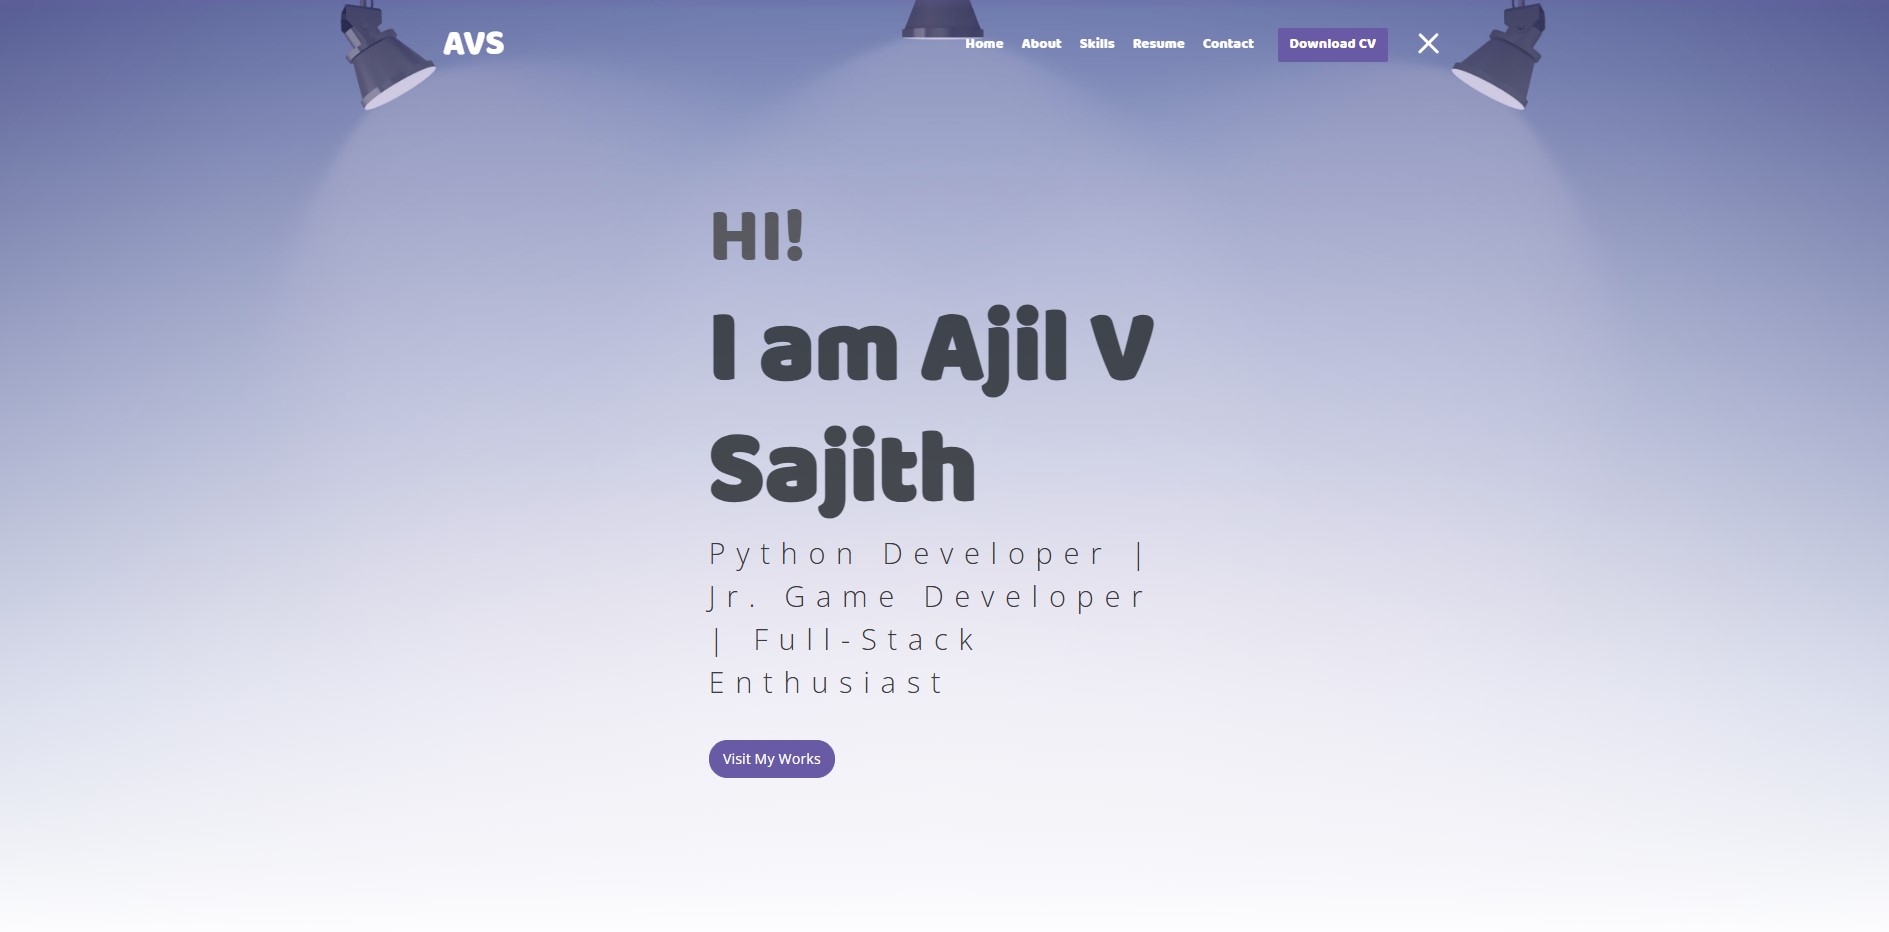 AVS
Home About Skills Resume Contact Download CV
HI!
I am Ajil V
Sajith
Python Developer |
Jr. Game Developer
| Full-Stack
Enthusiast
Visit My Works